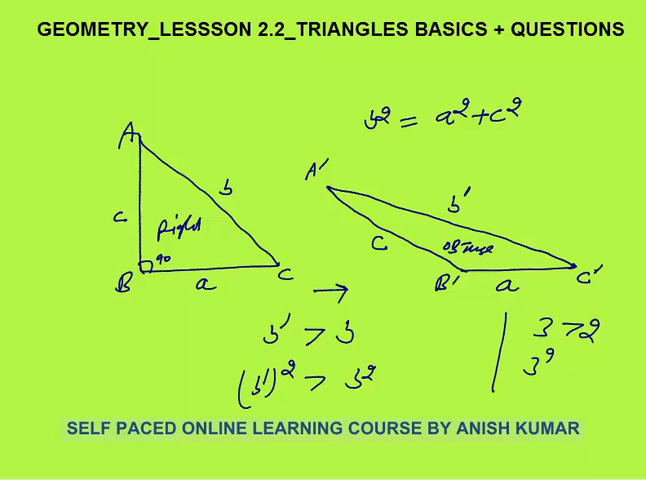 GEOMETRY_LESSSON 2.2_TRIANGLES BASICS + QUESTIONS
b² = a² + c²
A
A'
b
b'
c
Right
c
OBTUSE
90
B
a
C
B'
a
C'
→
b' > b
3 > 2
3²
(b')² > b²
SELF PACED ONLINE LEARNING COURSE BY ANISH KUMAR